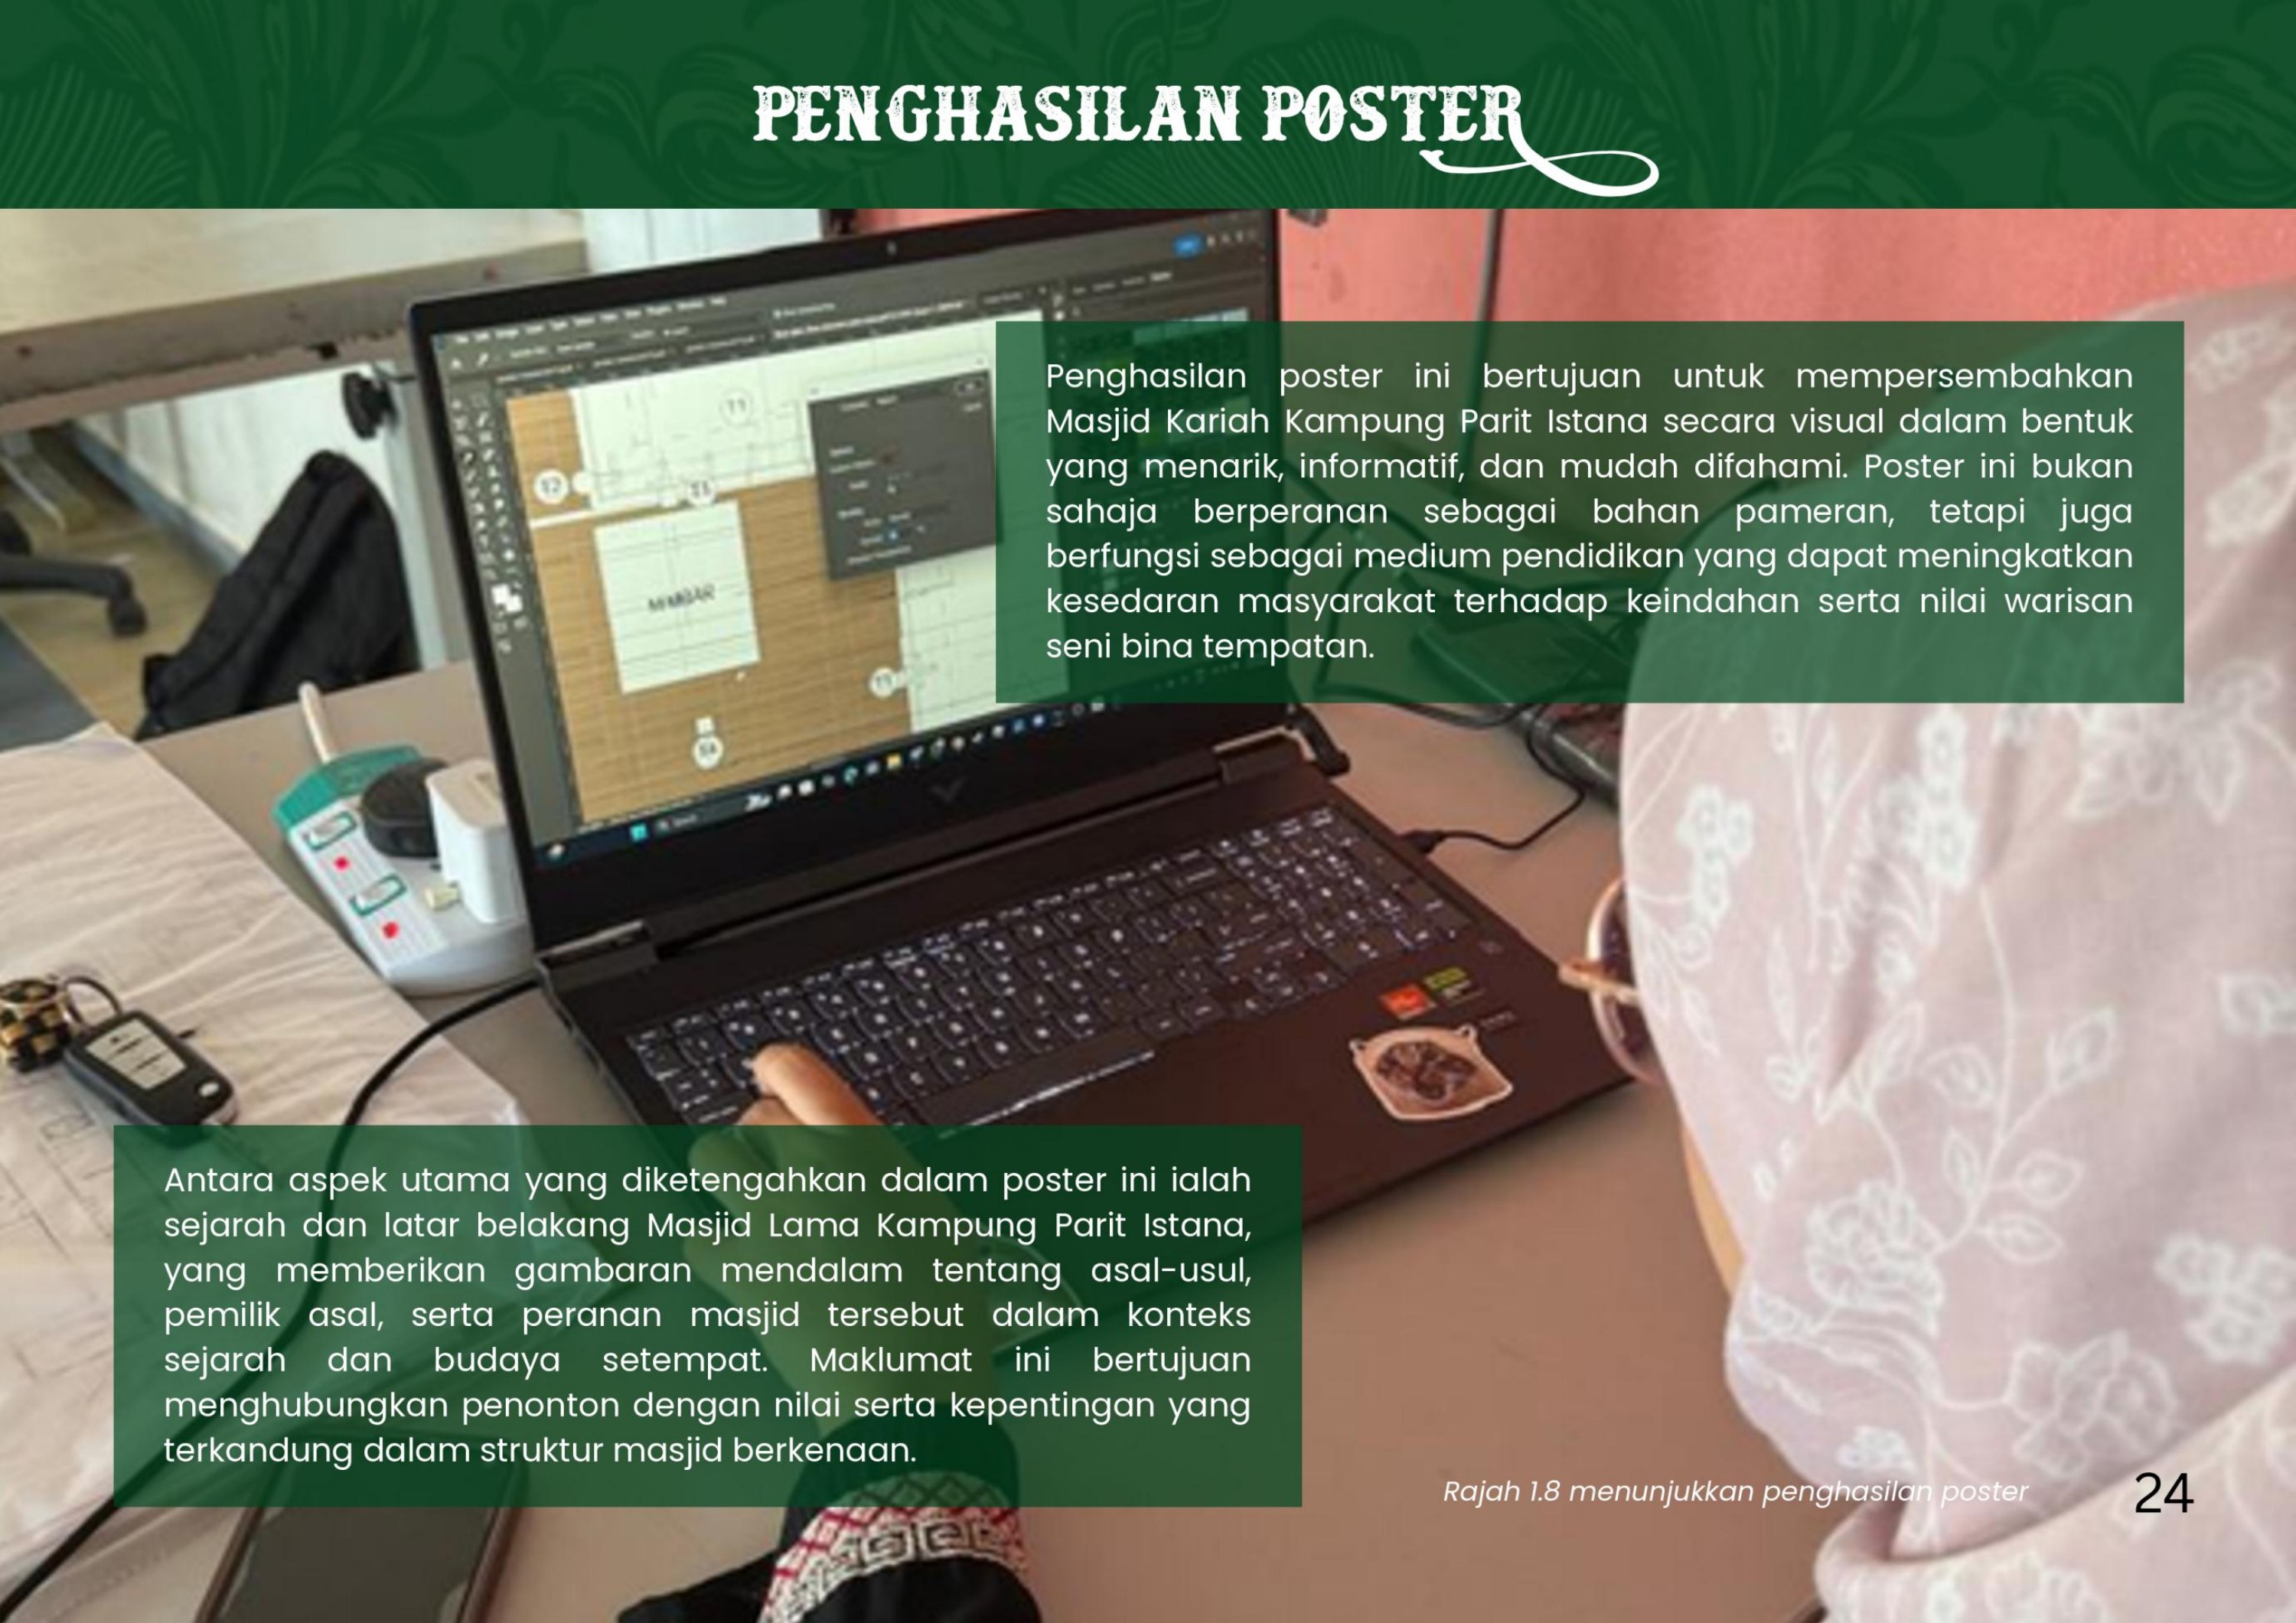 PENGHASILAN POSTER
Penghasilan poster ini bertujuan untuk mempersembahkan
Masjid Kariah Kampung Parit Istana secara visual dalam bentuk
yang menarik, informatif, dan mudah difahami. Poster ini bukan
sahaja berperanan sebagai bahan pameran, tetapi juga
berfungsi sebagai medium pendidikan yang dapat meningkatkan
kesedaran masyarakat terhadap keindahan serta nilai warisan
seni bina tempatan.
T1
T2
Antara aspek utama yang diketengahkan dalam poster ini ialah
sejarah dan latar belakang Masjid Lama Kampung Parit Istana,
yang memberikan gambaran mendalam tentang asal-usul,
pemilik asal, serta peranan masjid tersebut dalam konteks
sejarah dan budaya setempat. Maklumat ini bertujuan
menghubungkan penonton dengan nilai serta kepentingan yang
terkandung dalam struktur masjid berkenaan.
Rajah 1.8 menunjukkan penghasilan poster
24